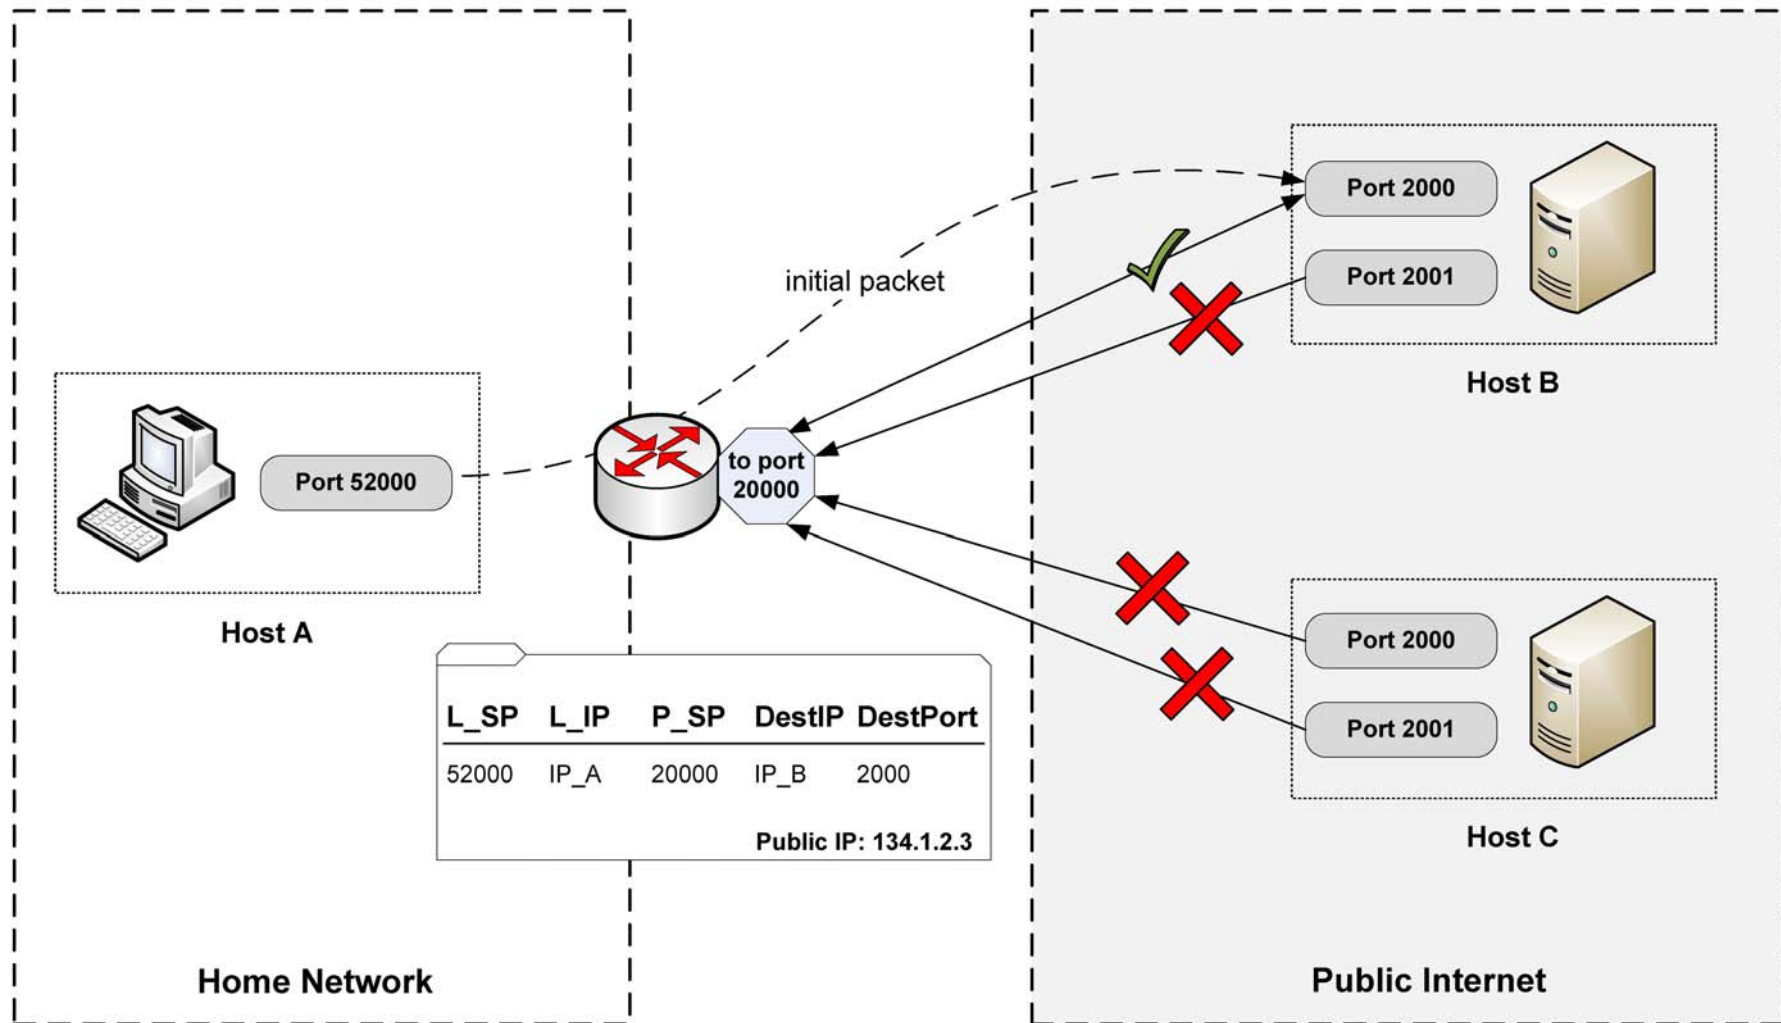 initial packet
Port 2000
Port 2001
Host B
Port 52000
to port
20000
Host A
Port 2000
Port 2001
Host C
L_SP L_IP P_SP DestIP DestPort
52000 IP_A 20000 IP_B 2000
Public IP: 134.1.2.3
Home Network
Public Internet